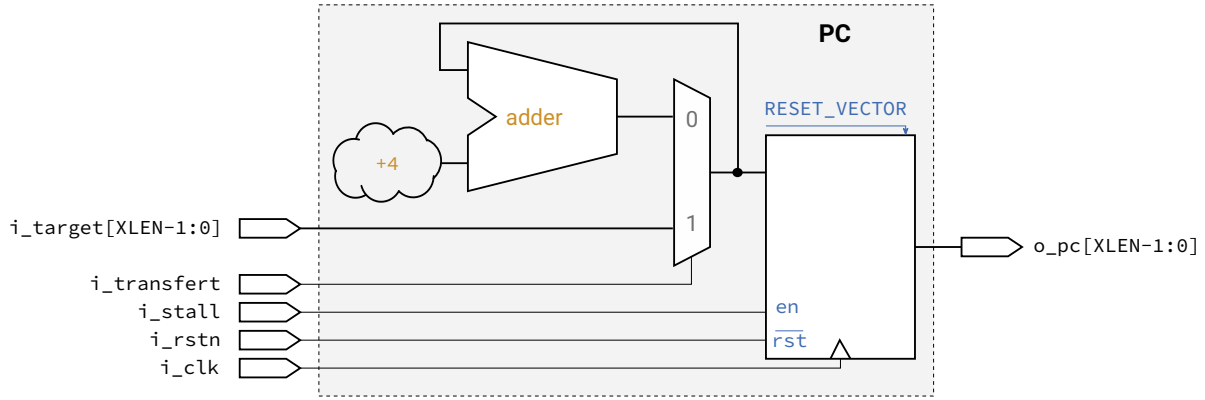 PC
RESET_VECTOR
adder
0
+4
1
i_target[XLEN-1:0]
o_pc[XLEN-1:0]
i_transfert
i_stall
en
i_rstn
rst
i_clk